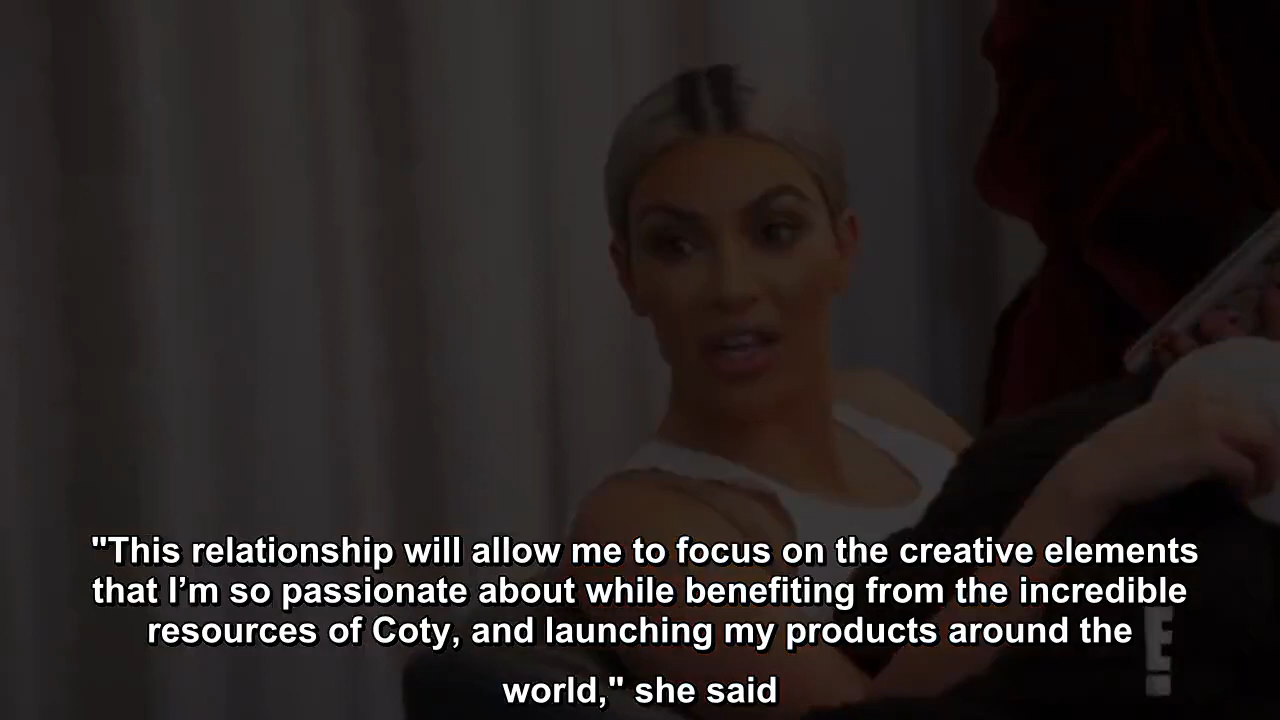 "This relationship will allow me to focus on the creative elements
that I’m so passionate about while benefiting from the incredible
resources of Coty, and launching my products around the
world," she said
E!